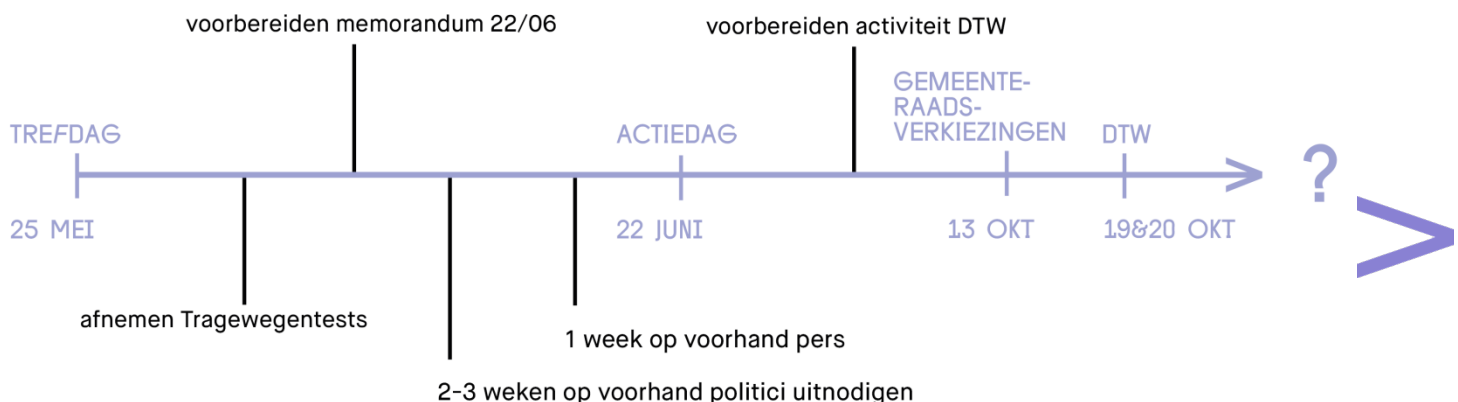 voorbereiden memorandum 22/06
voorbereiden activiteit DTW
GEMEENTE-
RAADS-
VERKIEZINGEN
TREFDAG
ACTIEDAG
DTW
?
25 MEI
22 JUNI
13 OKT
19&20 OKT
afnemen Tragewegentests
1 week op voorhand pers
2-3 weken op voorhand politici uitnodigen